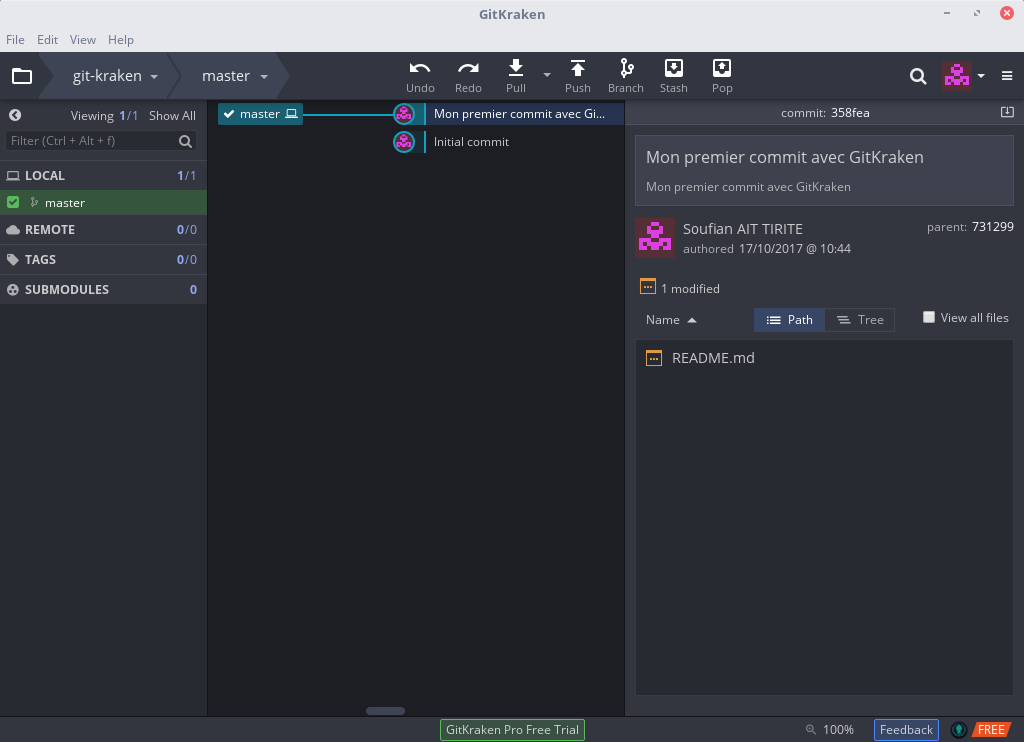 GitKraken
File Edit View Help
git-kraken master
Undo Redo Pull Push Branch Stash Pop
Viewing 1/1 Show All
Filter (Ctrl + Alt + f)
LOCAL 1/1
master
REMOTE 0/0
TAGS 0/0
SUBMODULES 0
master Mon premier commit avec Gi...
Initial commit
commit: 358fea
Mon premier commit avec GitKraken
Mon premier commit avec GitKraken
Soufian AIT TIRITE parent: 731299
authored 17/10/2017 @ 10:44
1 modified
Name Path Tree View all files
README.md
GitKraken Pro Free Trial 100% Feedback FREE